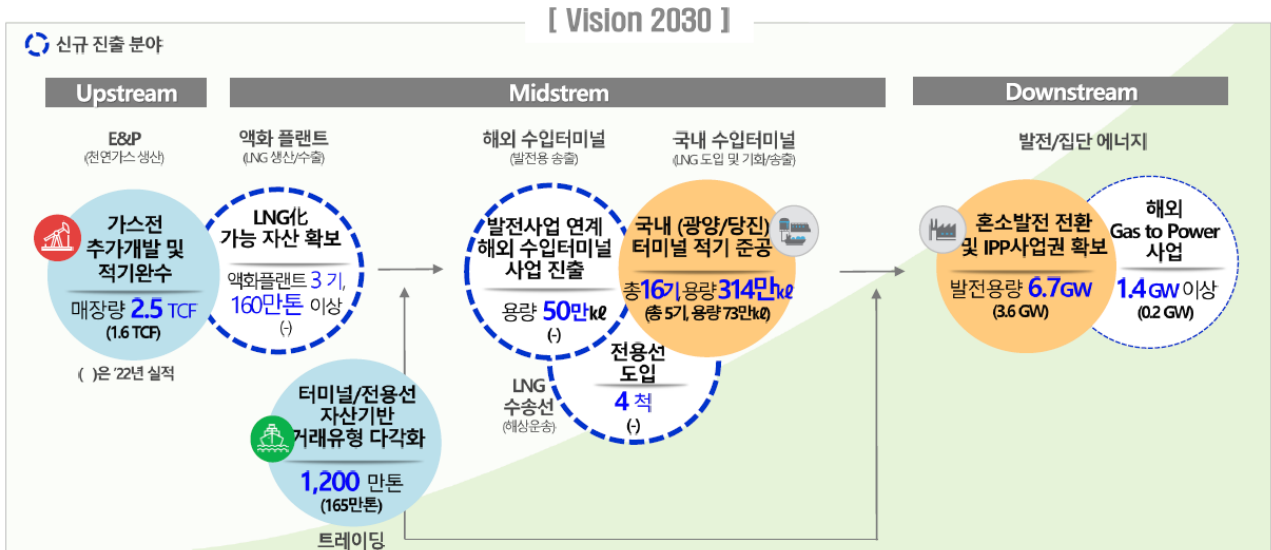 [ Vision 2030 ]
신규 진출 분야
Upstream
Midstrem
Downstream
E&P
(천연가스 생산)
액화 플랜트
(LNG 생산/수출)
해외 수입터미널
(발전용 송출)
국내 수입터미널
(LNG 도입 및 기화/송출)
발전/집단 에너지
가스전
추가개발 및
적기완수
매장량 2.5 TCF
(1.6 TCF)
LNG化
가능 자산 확보
액화플랜트 3 기,
160만톤 이상
(-)
발전사업 연계
해외 수입터미널
사업 진출
용량 50만㎘
(-)
국내 (광양/당진)
터미널 적기 준공
총16기,용량314만㎘
(총 5기, 용량 73만㎘)
혼소발전 전환
및 IPP사업권 확보
발전용량 6.7GW
(3.6 GW)
해외
Gas to Power
사업
1.4 GW 이상
(0.2 GW)
( )은 '22년 실적
터미널/전용선
자산기반
거래유형 다각화
1,200 만톤
(165만톤)
트레이딩
LNG
수송선
(해상운송)
전용선
도입
4 척
(-)